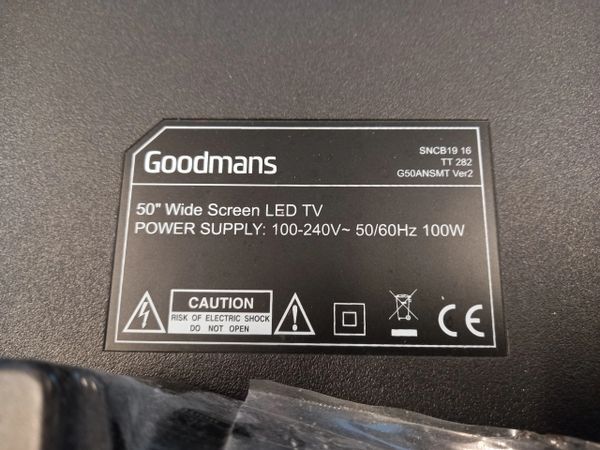 Goodmans
SNCB19 16
TT 282
G50ANSMT Ver2
50" Wide Screen LED TV
POWER SUPPLY: 100-240V~ 50/60Hz 100W
CAUTION
RISK OF ELECTRIC SHOCK
DO NOT OPEN
CE